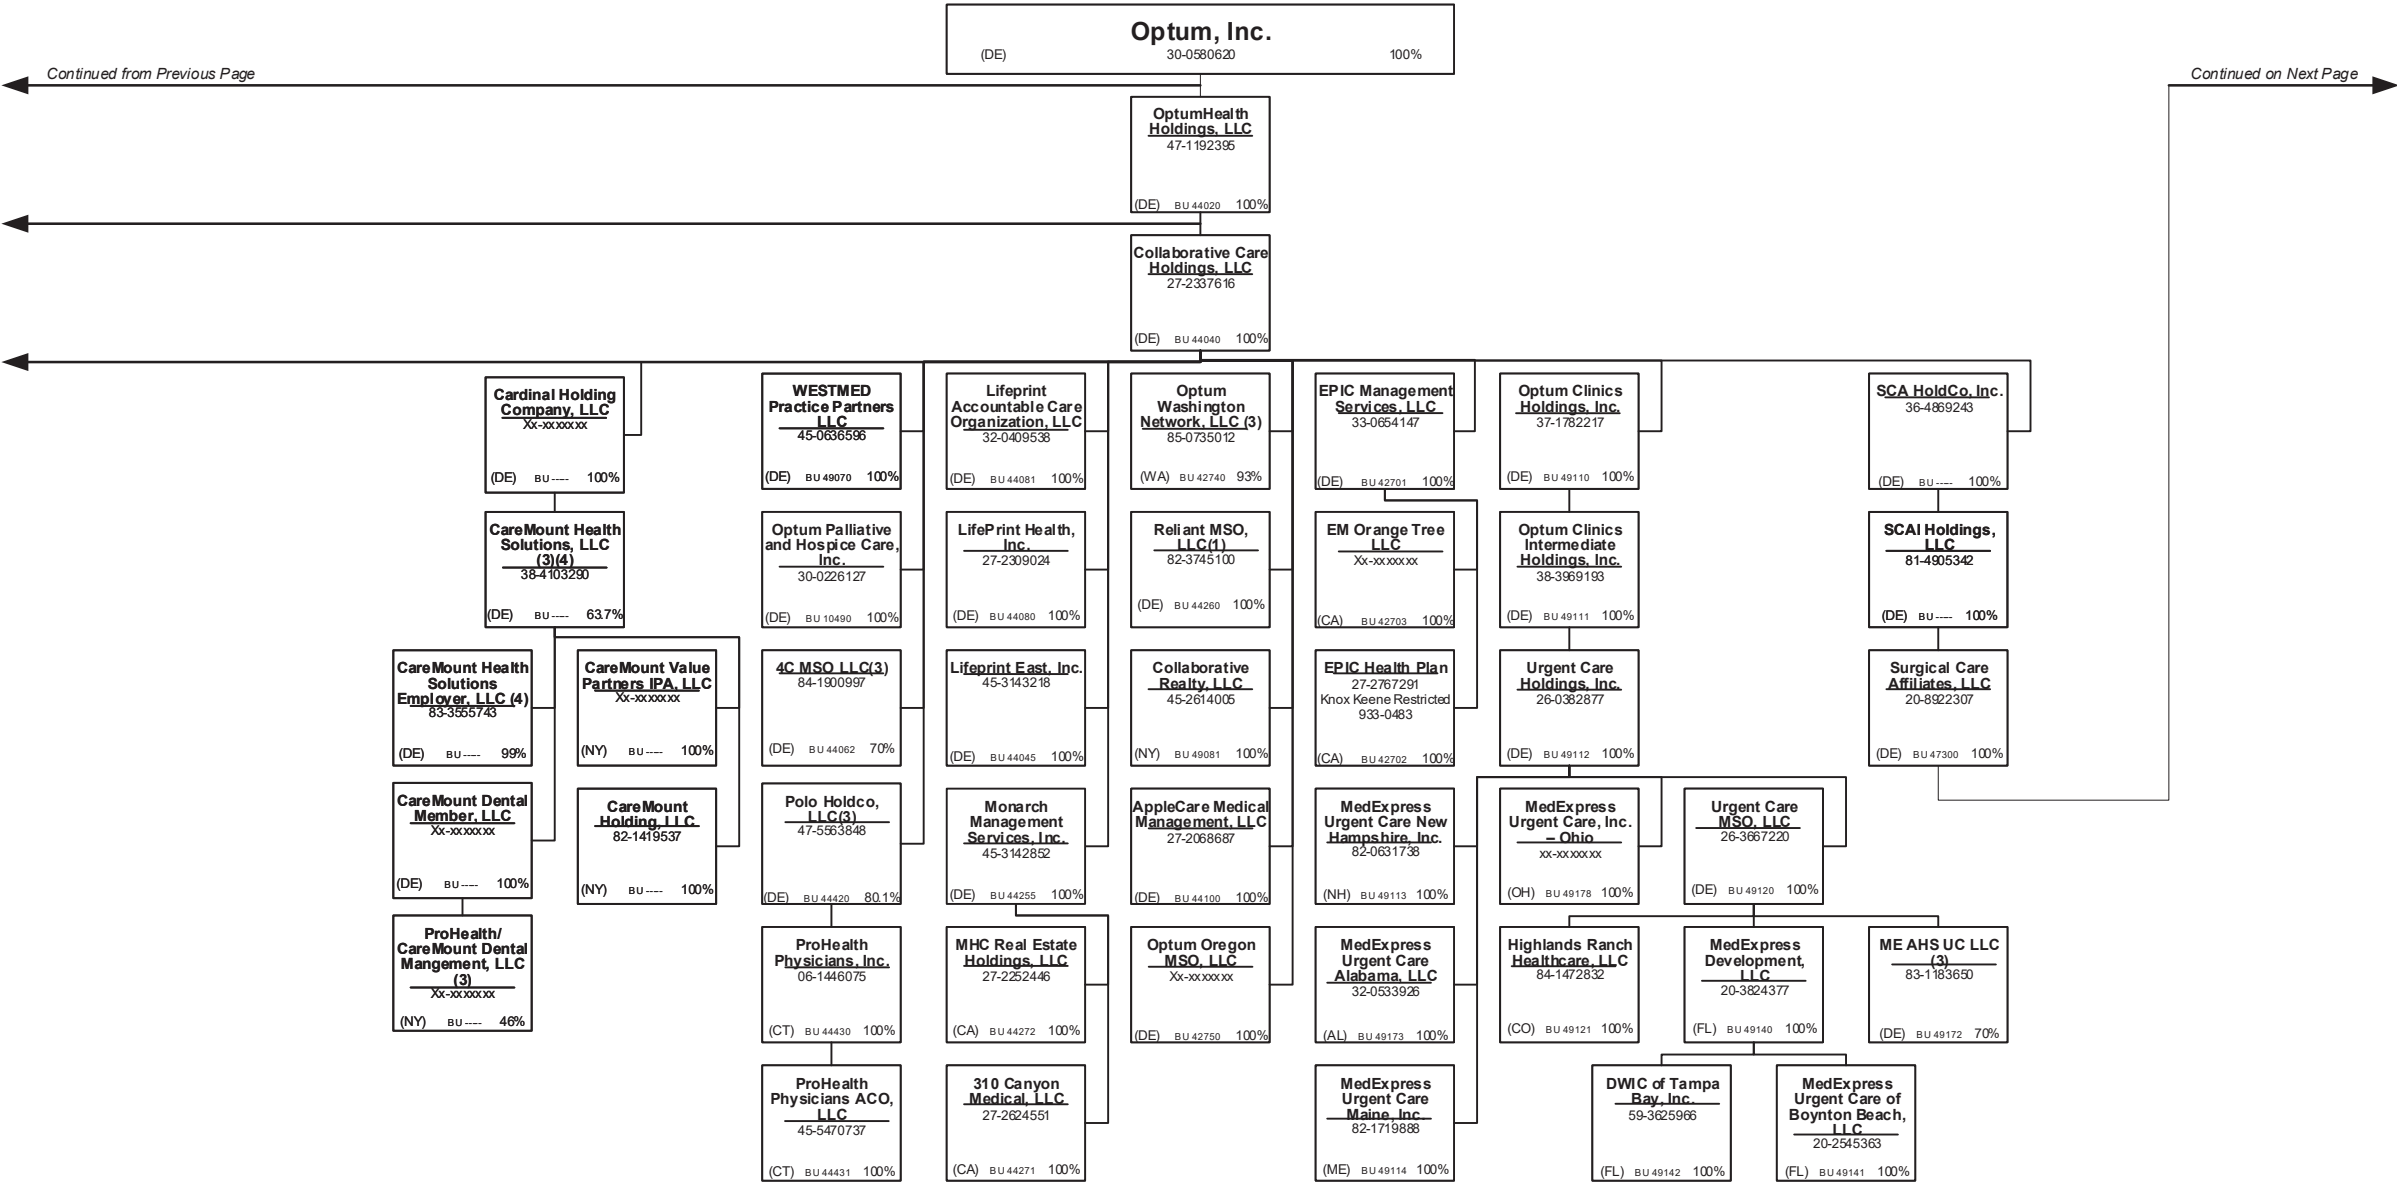 Optum, Inc.
(DE) 30-0580620 100%
Continued from Previous Page
Continued on Next Page
OptumHealth
Holdings, LLC
47-1192395
(DE) BU 44020 100%
Collaborative Care
Holdings, LLC
27-2337616
(DE) BU 44040 100%
Cardinal Holding
Company, LLC
Xx-xxxxxxx
(DE) BU ----- 100%
WESTMED
Practice Partners
LLC
45-0636596
(DE) BU 49070 100%
Lifeprint
Accountable Care
Organization, LLC
32-0409538
(DE) BU 44081 100%
Optum
Washington
Network, LLC (3)
85-0735012
(WA) BU 42740 93%
EPIC Management
Services, LLC
33-0654147
(DE) BU 42701 100%
Optum Clinics
Holdings, Inc.
37-1782217
(DE) BU 49110 100%
SCA HoldCo, Inc.
36-4869243
(DE) BU ----- 100%
CareMount Health
Solutions, LLC
(3)(4)
38-4103290
(DE) BU ----- 63.7%
Optum Palliative
and Hospice Care,
Inc.
30-0226127
(DE) BU 10490 100%
LifePrint Health,
Inc.
27-2309024
(DE) BU 44080 100%
Reliant MSO,
LLC(1)
82-3745100
(DE) BU 44260 100%
EM Orange Tree
LLC
Xx-xxxxxxx
(CA) BU 42703 100%
Optum Clinics
Intermediate
Holdings, Inc.
38-3969193
(DE) BU 49111 100%
SCAI Holdings,
LLC
81-4905342
(DE) BU ----- 100%
CareMount Health
Solutions
Employer, LLC (4)
83-3555743
(DE) BU ----- 99%
CareMount Value
Partners IPA, LLC
Xx-xxxxxxx
(NY) BU ----- 100%
4C MSO LLC(3)
84-1900997
(DE) BU 44062 70%
Lifeprint East, Inc.
45-3143218
(DE) BU 44045 100%
Collaborative
Realty, LLC
45-2614005
(NY) BU 49081 100%
EPIC Health Plan
27-2767291
Knox Keene Restricted
933-0483
(CA) BU 42702 100%
Urgent Care
Holdings, Inc.
26-0382877
(DE) BU 49112 100%
Surgical Care
Affiliates, LLC
20-8922307
(DE) BU 47300 100%
CareMount Dental
Member, LLC
Xx-xxxxxxx
(DE) BU ----- 100%
CareMount
Holding, LLC
82-1419537
(NY) BU ----- 100%
Polo Holdco,
LLC(3)
47-5563848
(DE) BU 44420 80.1%
Monarch
Management
Services, Inc.
45-3142852
(DE) BU 44255 100%
AppleCare Medical
Management, LLC
27-2068687
(DE) BU 44100 100%
MedExpress
Urgent Care New
Hampshire, Inc.
82-0631738
(NH) BU 49113 100%
MedExpress
Urgent Care, Inc.
– Ohio
xx-xxxxxxx
(OH) BU 49178 100%
Urgent Care
MSO, LLC
26-3667220
(DE) BU 49120 100%
ProHealth/
CareMount Dental
Mangement, LLC
(3)
Xx-xxxxxxx
(NY) BU ----- 46%
ProHealth
Physicians, Inc.
06-1446075
(CT) BU 44430 100%
MHC Real Estate
Holdings, LLC
27-2252446
(CA) BU 44272 100%
Optum Oregon
MSO, LLC
Xx-xxxxxxx
(DE) BU 42750 100%
MedExpress
Urgent Care
Alabama, LLC
32-0533926
(AL) BU 49173 100%
Highlands Ranch
Healthcare, LLC
84-1472832
(CO) BU 49121 100%
MedExpress
Development,
LLC
20-3824377
(FL) BU 49140 100%
ME AHS UC LLC
(3)
83-1183650
(DE) BU 49172 70%
ProHealth
Physicians ACO,
LLC
45-5470737
(CT) BU 44431 100%
310 Canyon
Medical, LLC
27-2624551
(CA) BU 44271 100%
MedExpress
Urgent Care
Maine, Inc.
82-1719888
(ME) BU 49114 100%
DWIC of Tampa
Bay, Inc.
59-3625966
(FL) BU 49142 100%
MedExpress
Urgent Care of
Boynton Beach,
LLC
20-2545363
(FL) BU 49141 100%